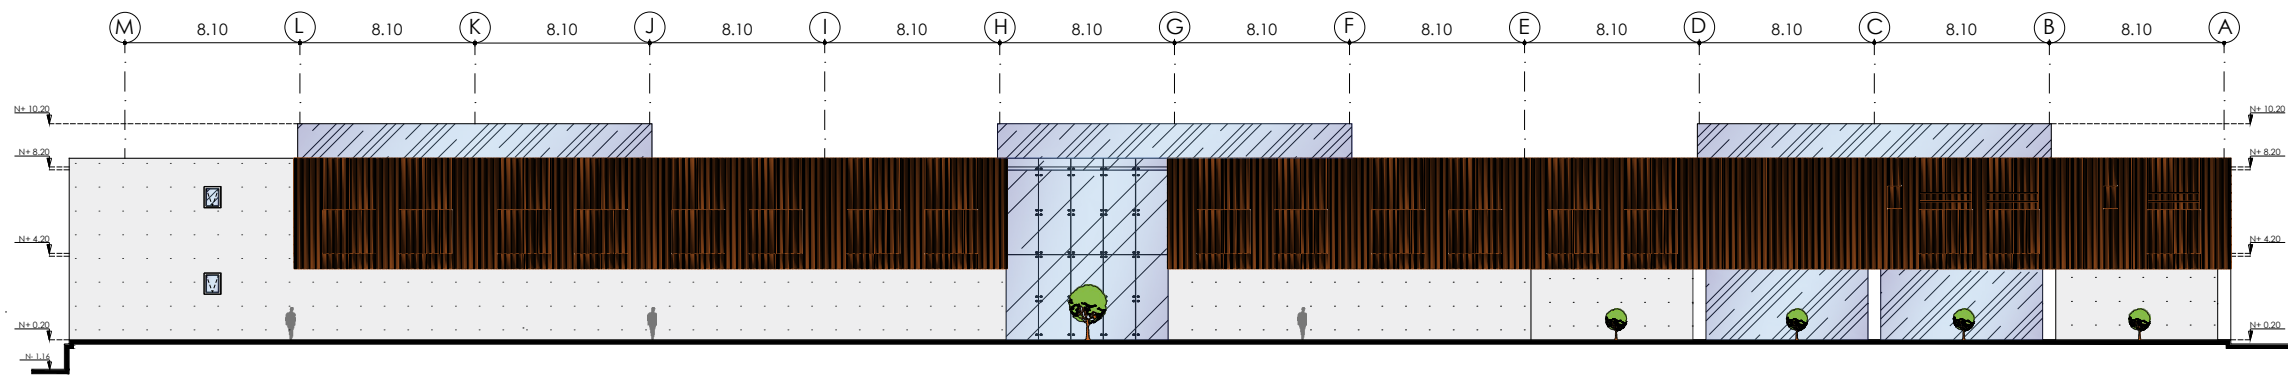 M 8.10 L 8.10 K 8.10 J 8.10 I 8.10 H 8.10 G 8.10 F 8.10 E 8.10 D 8.10 C 8.10 B 8.10 A
N+ 10.20 N+ 10.20
N+ 8.20 N+ 8.20
N+ 4.20 N+ 4.20
N+ 0.20 N+ 0.20
N- 1.16